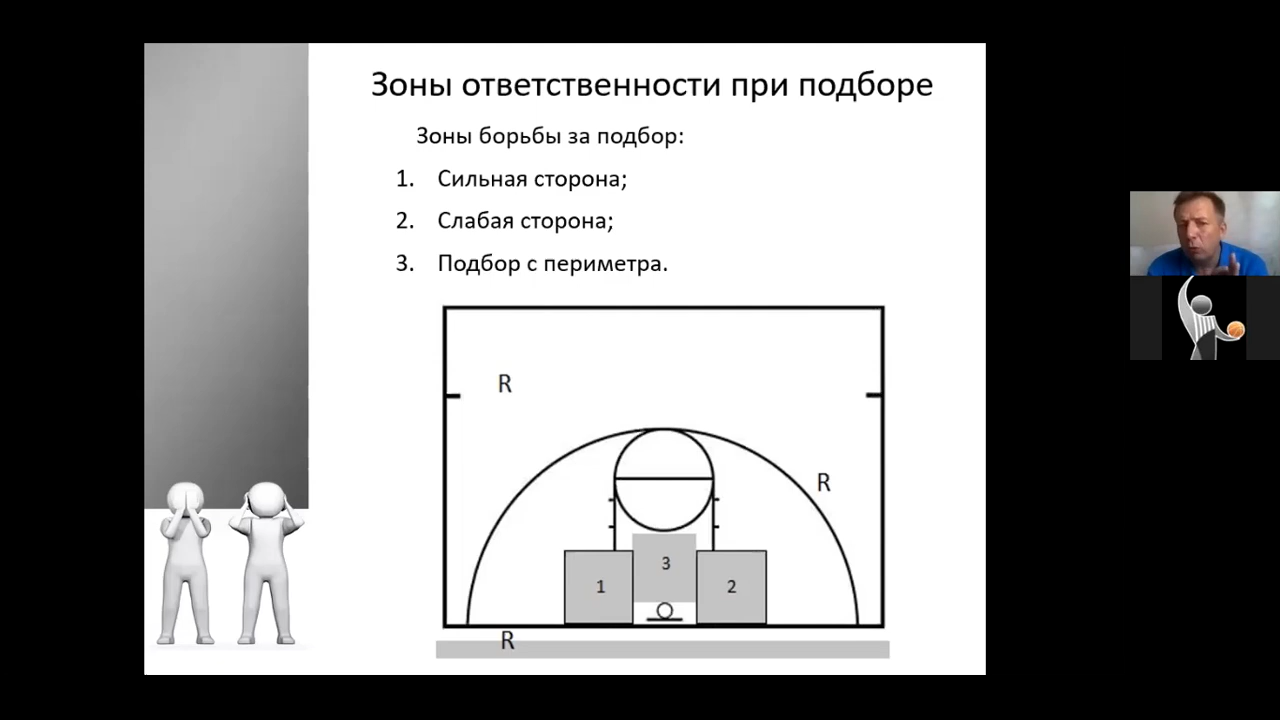 Зоны ответственности при подборе
Зоны борьбы за подбор:
1. Сильная сторона;
2. Слабая сторона;
3. Подбор с периметра.
R
R
3
1
2
R